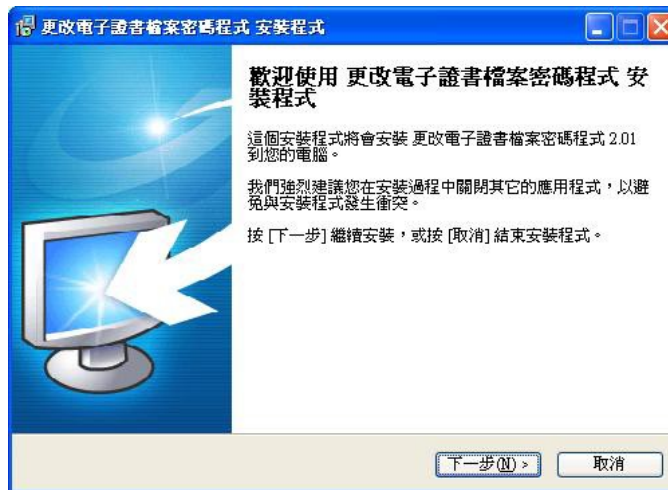 更改電子證書檔案密碼程式 安裝程式
歡迎使用 更改電子證書檔案密碼程式 安
裝程式
這個安裝程式將會安裝 更改電子證書檔案密碼程式 2.01
到您的電腦。
我們強烈建議您在安裝過程中關閉其它的應用程式，以避
免與安裝程式發生衝突。
按 [下一步] 繼續安裝，或按 [取消] 結束安裝程式。
下一步(N) >
取消